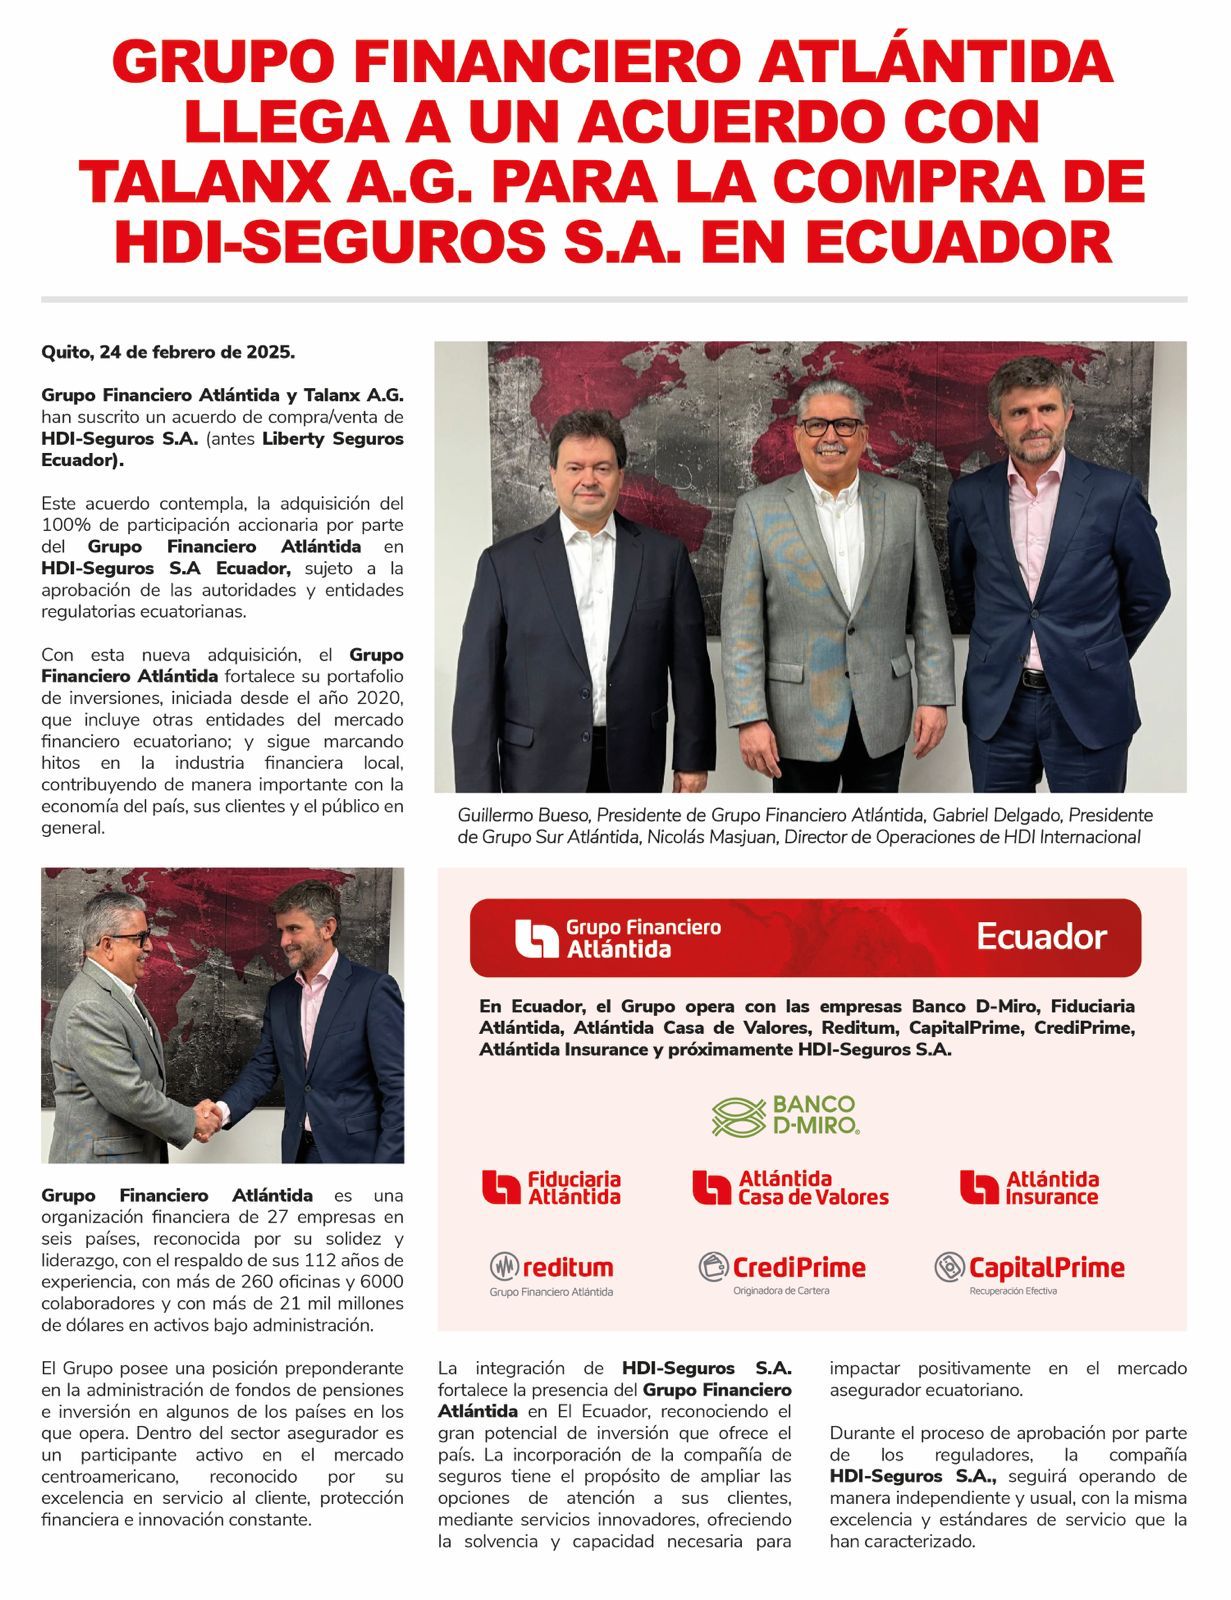 GRUPO FINANCIERO ATLÁNTIDA
LLEGA A UN ACUERDO CON
TALANX A.G. PARA LA COMPRA DE
HDI-SEGUROS S.A. EN ECUADOR
Quito, 24 de febrero de 2025.
Grupo Financiero Atlántida y Talanx A.G.
han suscrito un acuerdo de compra/venta de
HDI-Seguros S.A. (antes Liberty Seguros
Ecuador).
Este acuerdo contempla, la adquisición del
100% de participación accionaria por parte
del Grupo Financiero Atlántida en
HDI-Seguros S.A Ecuador, sujeto a la
aprobación de las autoridades y entidades
regulatorias ecuatorianas.
Con esta nueva adquisición, el Grupo
Financiero Atlántida fortalece su portafolio
de inversiones, iniciada desde el año 2020,
que incluye otras entidades del mercado
financiero ecuatoriano; y sigue marcando
hitos en la industria financiera local,
contribuyendo de manera importante con la
economía del país, sus clientes y el público en
general.
Guillermo Bueso, Presidente de Grupo Financiero Atlántida, Gabriel Delgado, Presidente
de Grupo Sur Atlántida, Nicolás Masjuan, Director de Operaciones de HDI Internacional
Grupo Financiero
Atlántida
Ecuador
En Ecuador, el Grupo opera con las empresas Banco D-Miro, Fiduciaria
Atlántida, Atlántida Casa de Valores, Reditum, CapitalPrime, CrediPrime,
Atlántida Insurance y próximamente HDI-Seguros S.A.
BANCO
D-MIRO®
Fiduciaria
Atlántida
Atlántida
Casa de Valores
Atlántida
Insurance
reditum
Grupo Financiero Atlántida
CrediPrime
Originadora de Cartera
CapitalPrime
Recuperación Efectiva
Grupo Financiero Atlántida es una
organización financiera de 27 empresas en
seis países, reconocida por su solidez y
liderazgo, con el respaldo de sus 112 años de
experiencia, con más de 260 oficinas y 6000
colaboradores y con más de 21 mil millones
de dólares en activos bajo administración.
El Grupo posee una posición preponderante
en la administración de fondos de pensiones
e inversión en algunos de los países en los
que opera. Dentro del sector asegurador es
un participante activo en el mercado
centroamericano, reconocido por su
excelencia en servicio al cliente, protección
financiera e innovación constante.
La integración de HDI-Seguros S.A.
fortalece la presencia del Grupo Financiero
Atlántida en El Ecuador, reconociendo el
gran potencial de inversión que ofrece el
país. La incorporación de la compañía de
seguros tiene el propósito de ampliar las
opciones de atención a sus clientes,
mediante servicios innovadores, ofreciendo
la solvencia y capacidad necesaria para
impactar positivamente en el mercado
asegurador ecuatoriano.
Durante el proceso de aprobación por parte
de los reguladores, la compañía
HDI-Seguros S.A., seguirá operando de
manera independiente y usual, con la misma
excelencia y estándares de servicio que la
han caracterizado.